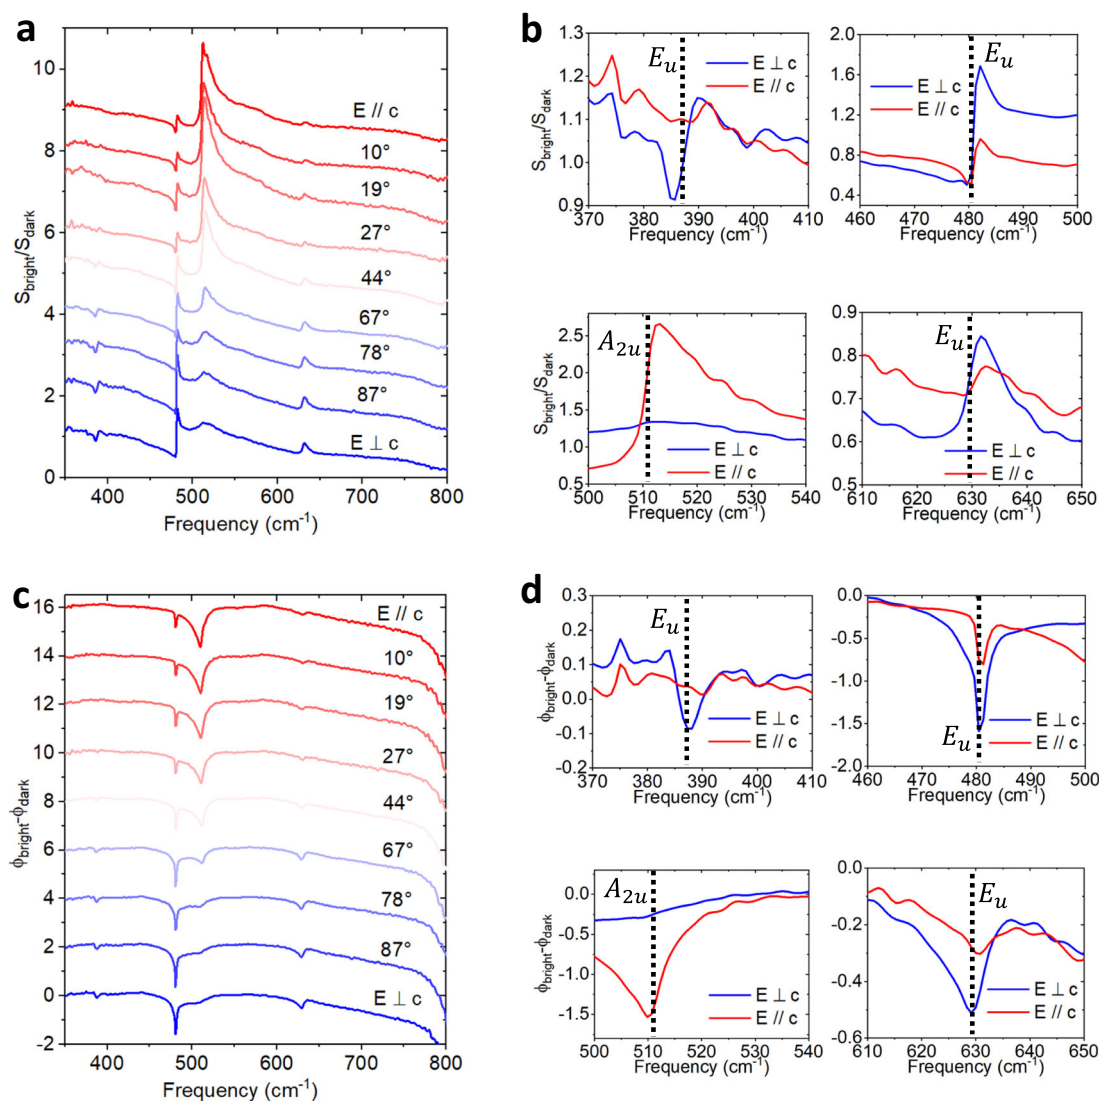 a
S_bright/S_dark
10
8
6
4
2
0
E // c
10°
19°
27°
44°
67°
78°
87°
E ⊥ c
400 500 600 700 800
Frequency (cm⁻¹)
b
S_bright/S_dark
1.3
1.2
1.1
1.0
0.9
E_u
E ⊥ c
E // c
370 380 390 400 410
Frequency (cm⁻¹)
2.0
1.6
1.2
0.8
0.4
E_u
E ⊥ c
E // c
460 470 480 490 500
Frequency (cm⁻¹)
S_bright/S_dark
2.5
2.0
1.5
1.0
0.5
A_2u
E ⊥ c
E // c
500 510 520 530 540
Frequency (cm⁻¹)
0.9
0.8
0.7
0.6
0.5
E_u
E ⊥ c
E // c
610 620 630 640 650
Frequency (cm⁻¹)
c
ϕ_bright-ϕ_dark
16
14
12
10
8
6
4
2
0
-2
E // c
10°
19°
27°
44°
67°
78°
87°
E ⊥ c
400 500 600 700 800
Frequency (cm⁻¹)
d
ϕ_bright-ϕ_dark
0.3
0.2
0.1
0.0
-0.1
-0.2
E_u
E ⊥ c
E // c
370 380 390 400 410
Frequency (cm⁻¹)
0.0
-0.5
-1.0
-1.5
-2.0
E_u
E ⊥ c
E // c
460 470 480 490 500
Frequency (cm⁻¹)
ϕ_bright-ϕ_dark
0.0
-0.5
-1.0
-1.5
A_2u
E ⊥ c
E // c
500 510 520 530 540
Frequency (cm⁻¹)
0.0
-0.2
-0.4
-0.6
E_u
E ⊥ c
E // c
610 620 630 640 650
Frequency (cm⁻¹)